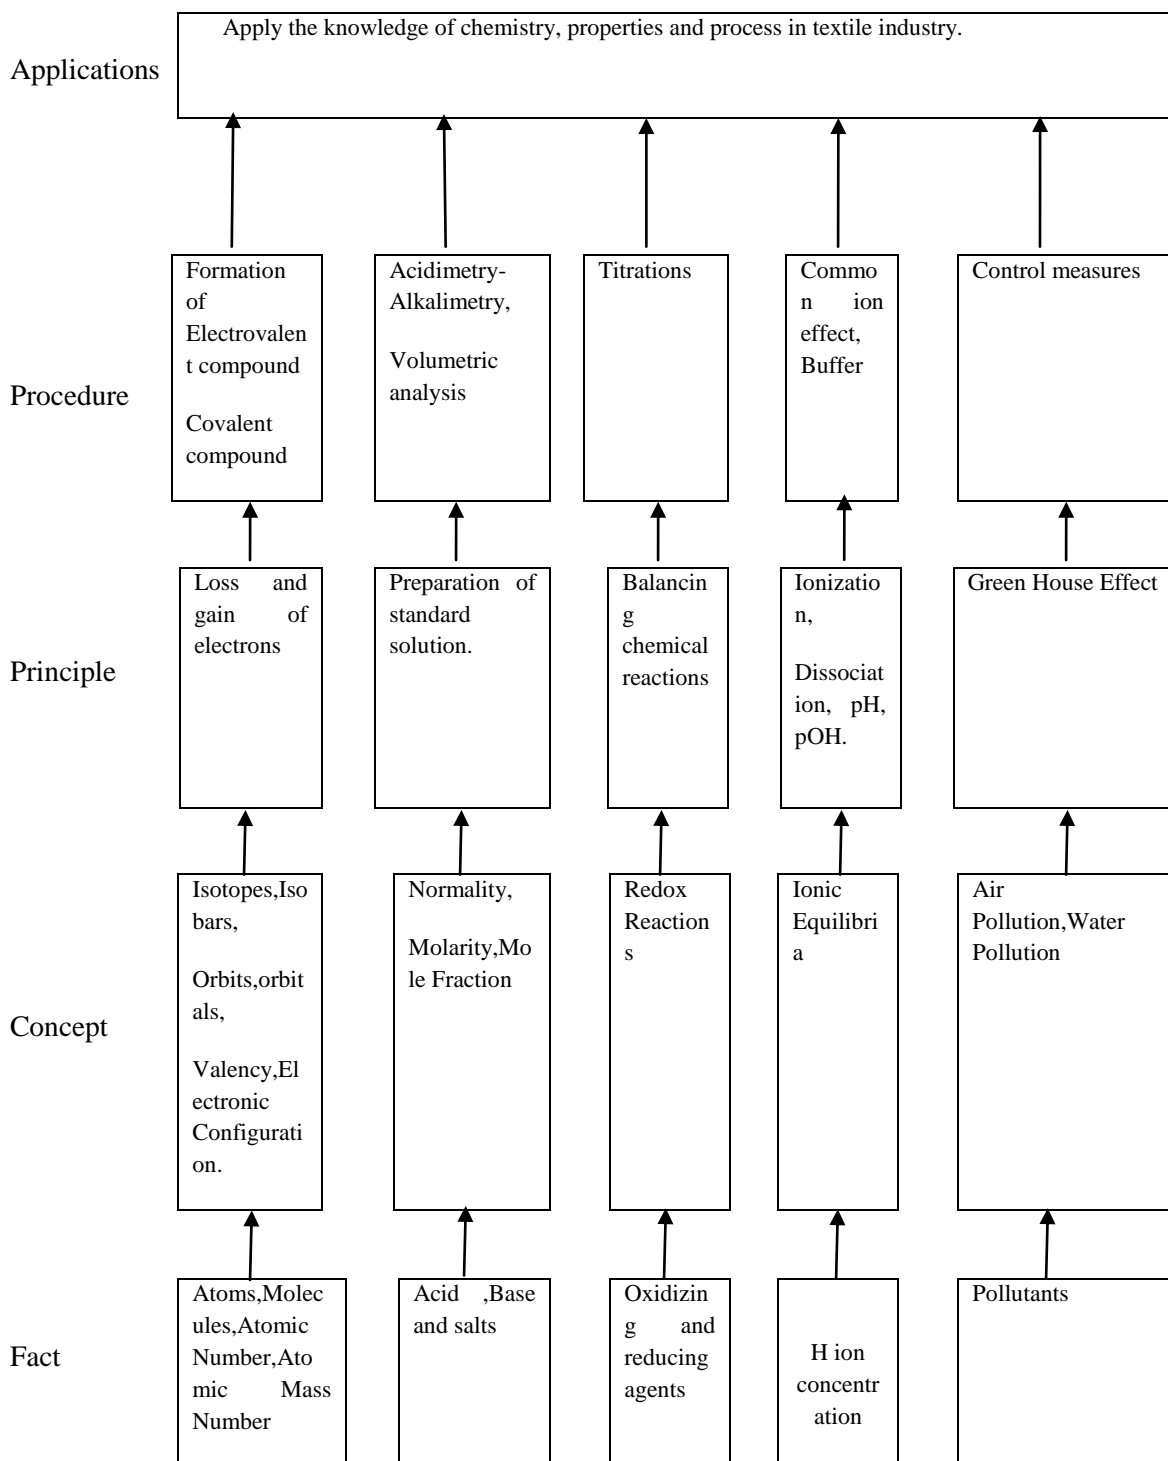 Apply the knowledge of chemistry, properties and process in textile industry.
Applications
Formation
of
Electrovalen
t compound
Covalent
compound
Acidimetry-
Alkalimetry,
Volumetric
analysis
Titrations
Commo
n ion
effect,
Buffer
Control measures
Procedure
Loss and
gain of
electrons
Preparation of
standard
solution.
Balancin
g
chemical
reactions
Ionizatio
n,
Dissociat
ion, pH,
pOH.
Green House Effect
Principle
Isotopes,Iso
bars,
Orbits,orbit
als,
Valency,El
ectronic
Configurati
on.
Normality,
Molarity,Mo
le Fraction
Redox
Reaction
s
Ionic
Equilibri
a
Air
Pollution,Water
Pollution
Concept
Atoms,Molec
ules,Atomic
Number,Ato
mic Mass
Number
Acid ,Base
and salts
Oxidizin
g and
reducing
agents
H ion
concentr
ation
Pollutants
Fact